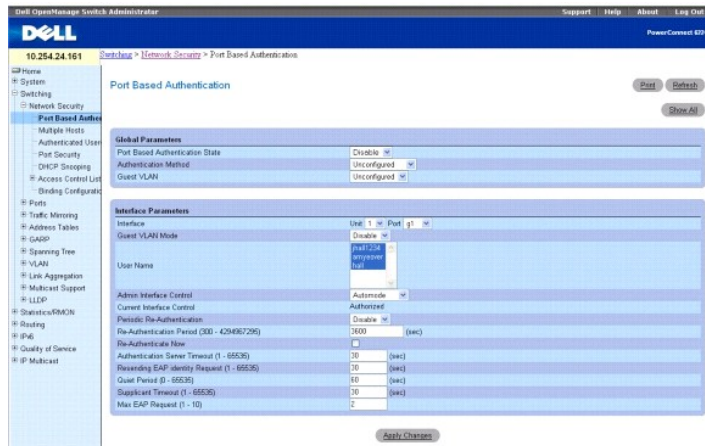 Dell OpenManage Switch Administrator
Support Help About Log Out
DELL
PowerConnect 622
10.254.24.161
Switching > Network Security > Port Based Authentication
Home
System
Switching
Network Security
Port Based Authen
Multiple Hosts
Authenticated User
Port Security
DHCP Snooping
Access Control List
Binding Configuratic
Ports
Traffic Mirroring
Address Tables
GARP
Spanning Tree
VLAN
Link Aggregation
Multicast Support
LLDP
Statistics/RMON
Routing
IPv6
Quality of Service
IP Multicast
Port Based Authentication
Print Refresh
Show All
Global Parameters
Port Based Authentication State Disable
Authentication Method Unconfigured
Guest VLAN Unconfigured
Interface Parameters
Interface Unit 1 Port g1
Guest VLAN Mode Disable
User Name
jhall1234
hall
Admin Interface Control Automode
Current Interface Control Authorized
Periodic Re-Authentication Disable
Re-Authentication Period (300 - 4294967295) 3600 (sec)
Re-Authenticate Now
Authentication Server Timeout (1 - 65535) 30 (sec)
Resending EAP identity Request (1 - 65535) 30 (sec)
Quiet Period (0 - 65535) 60 (sec)
Supplicant Timeout (1 - 65535) 30 (sec)
Max EAP Request (1 - 10) 2
Apply Changes